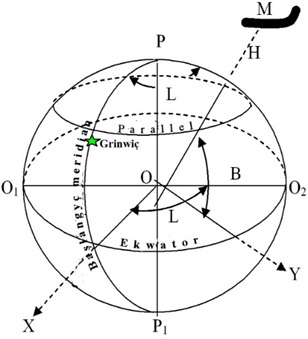 M
H
P
L
Parallel
Grinwiç
Başlangyç meridian
O₁
O
B
O₂
L
Ekwator
X
P₁
Y